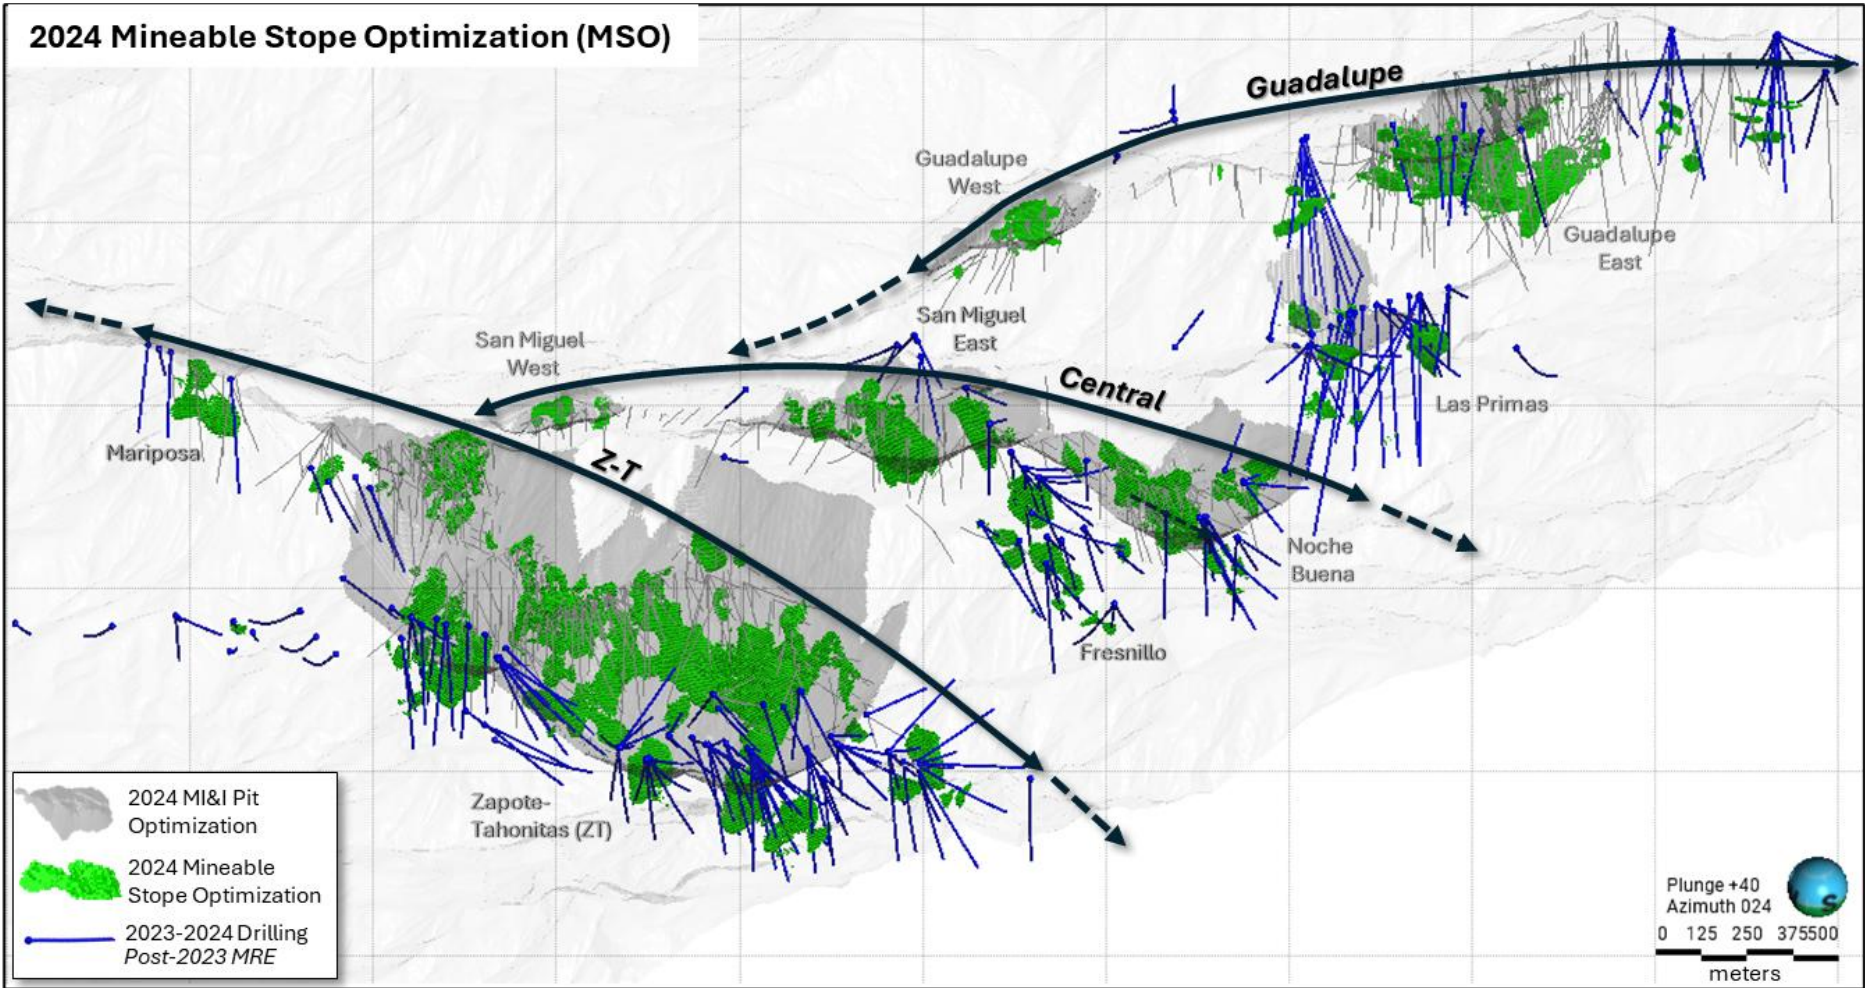 2024 Mineable Stope Optimization (MSO)
Guadalupe
Guadalupe
West
Guadalupe
East
San Miguel
East
San Miguel
West
Central
Las Primas
Mariposa
Z-T
Noche
Buena
Fresnillo
Zapote-
Tahonitas (ZT)
2024 MI&I Pit
Optimization
2024 Mineable
Stope Optimization
2023-2024 Drilling
Post-2023 MRE
Plunge +40
Azimuth 024
S
0 125 250 375500
meters